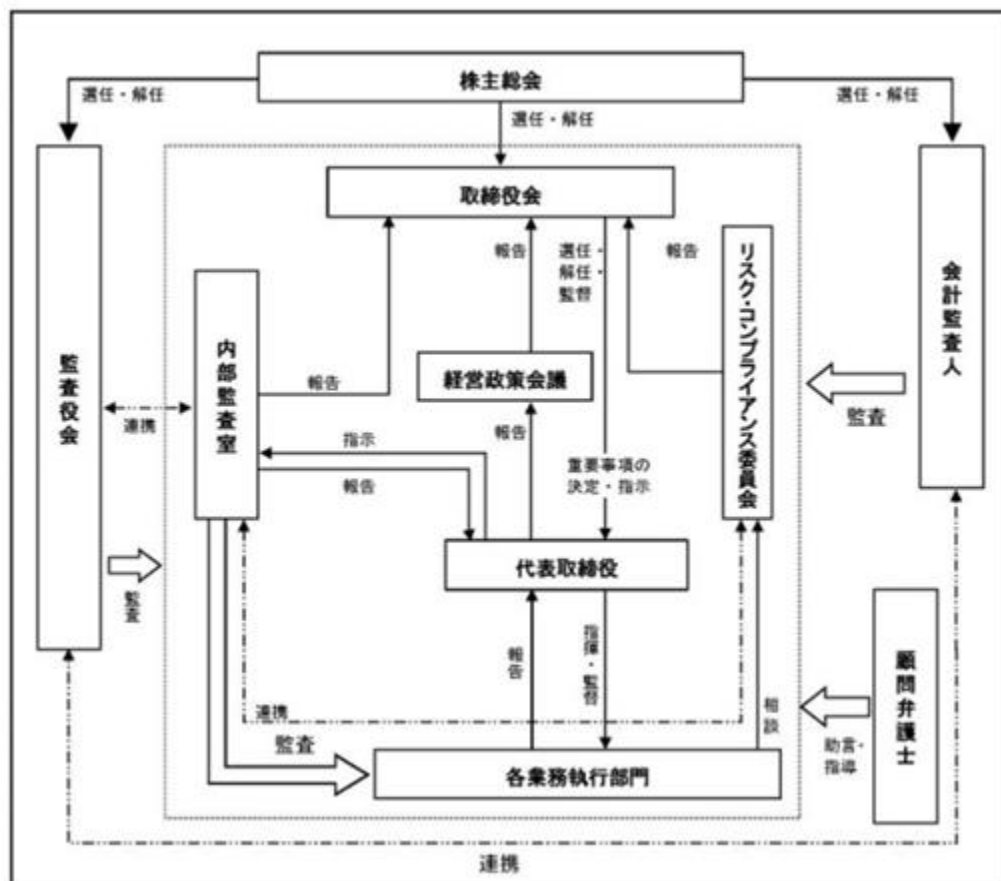 株主総会
選任・解任
選任・解任
選任・解任
取締役会
報告
選任・
解任・
監督
報告
リスク・コンプライアンス委員会
会計監査人
監査役会
内部監査室
報告
経営政策会議
連携
指示
報告
報告
重要事項の
決定・指示
監査
代表取締役
監査
報告
指揮・監督
相談
顧問弁護士
連携
監査
各業務執行部門
助言・
指導
連携